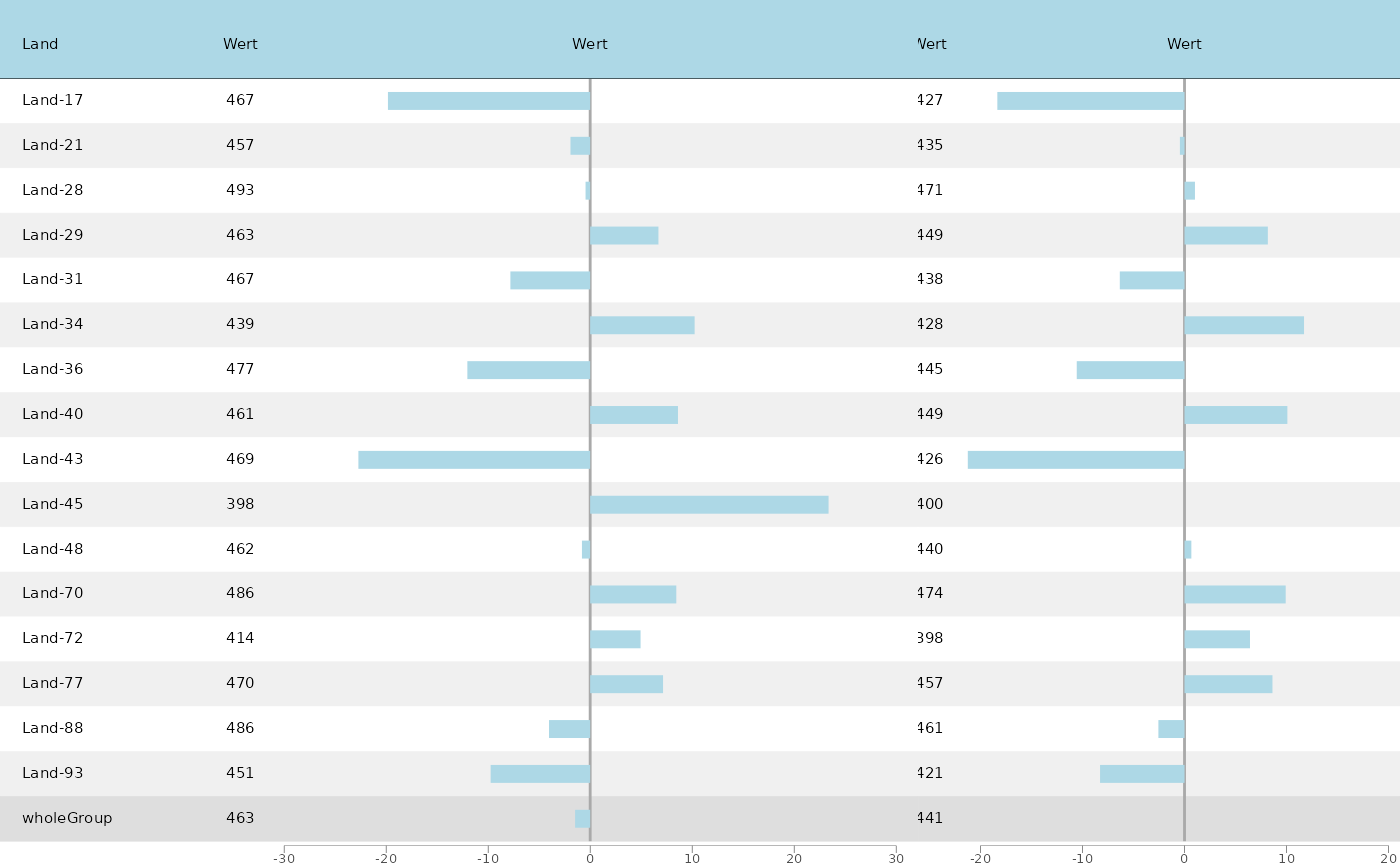 Land Wert Wert Wert Wert
Land-17 467 427
Land-21 457 435
Land-28 493 471
Land-29 463 449
Land-31 467 438
Land-34 439 428
Land-36 477 445
Land-40 461 449
Land-43 469 426
Land-45 398 400
Land-48 462 440
Land-70 486 474
Land-72 414 398
Land-77 470 457
Land-88 486 461
Land-93 451 421
wholeGroup 463 441
-30 -20 -10 0 10 20 30 -20 -10 0 10 20